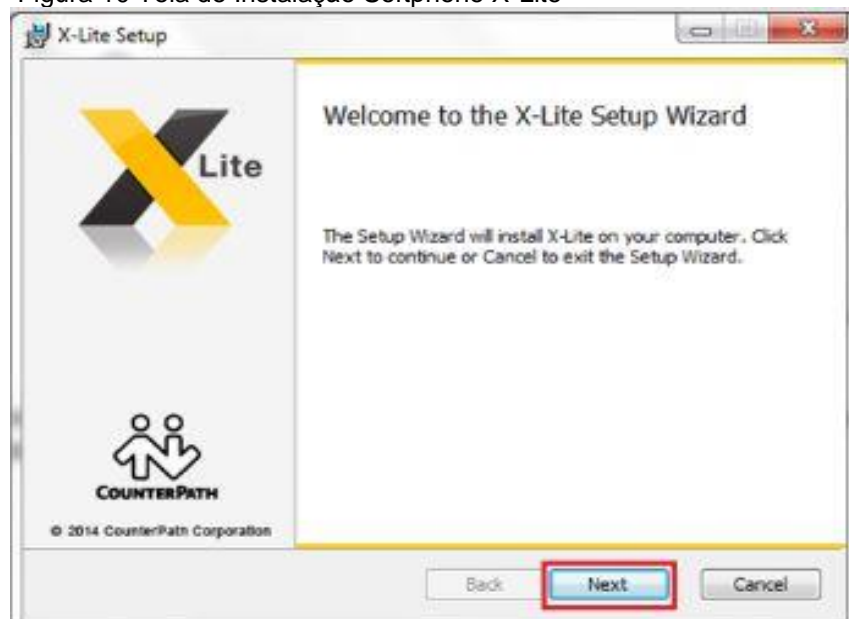 X-Lite Setup
Welcome to the X-Lite Setup Wizard
Lite
The Setup Wizard will install X-Lite on your computer. Click
Next to continue or Cancel to exit the Setup Wizard.
COUNTERPATH
© 2014 CounterPath Corporation
Back Next Cancel